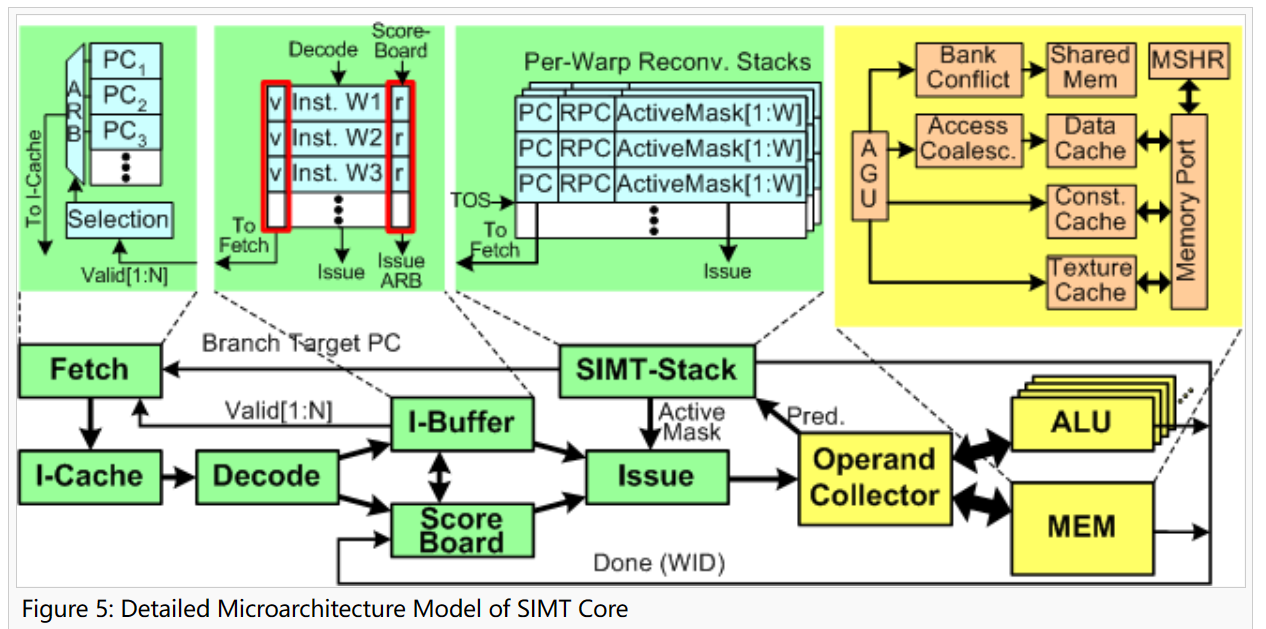 PC1
PC2
PC3
ARB
Selection
To I-Cache
Valid[1:N]
Decode
Score-
Board
v Inst. W1 r
v Inst. W2 r
v Inst. W3 r
To
Fetch
Issue
Issue
ARB
Per-Warp Reconv. Stacks
PC RPC ActiveMask[1:W]
PC RPC ActiveMask[1:W]
PC RPC ActiveMask[1:W]
TOS
To
Fetch
Issue
AGU
Bank
Conflict
Shared
Mem
MSHR
Access
Coalesc.
Data
Cache
Const.
Cache
Texture
Cache
Memory Port
Branch Target PC
Fetch
SIMT-Stack
Valid[1:N]
I-Buffer
Active
Mask
Pred.
ALU
I-Cache
Decode
Issue
Operand
Collector
Score
Board
MEM
Done (WID)
Figure 5: Detailed Microarchitecture Model of SIMT Core